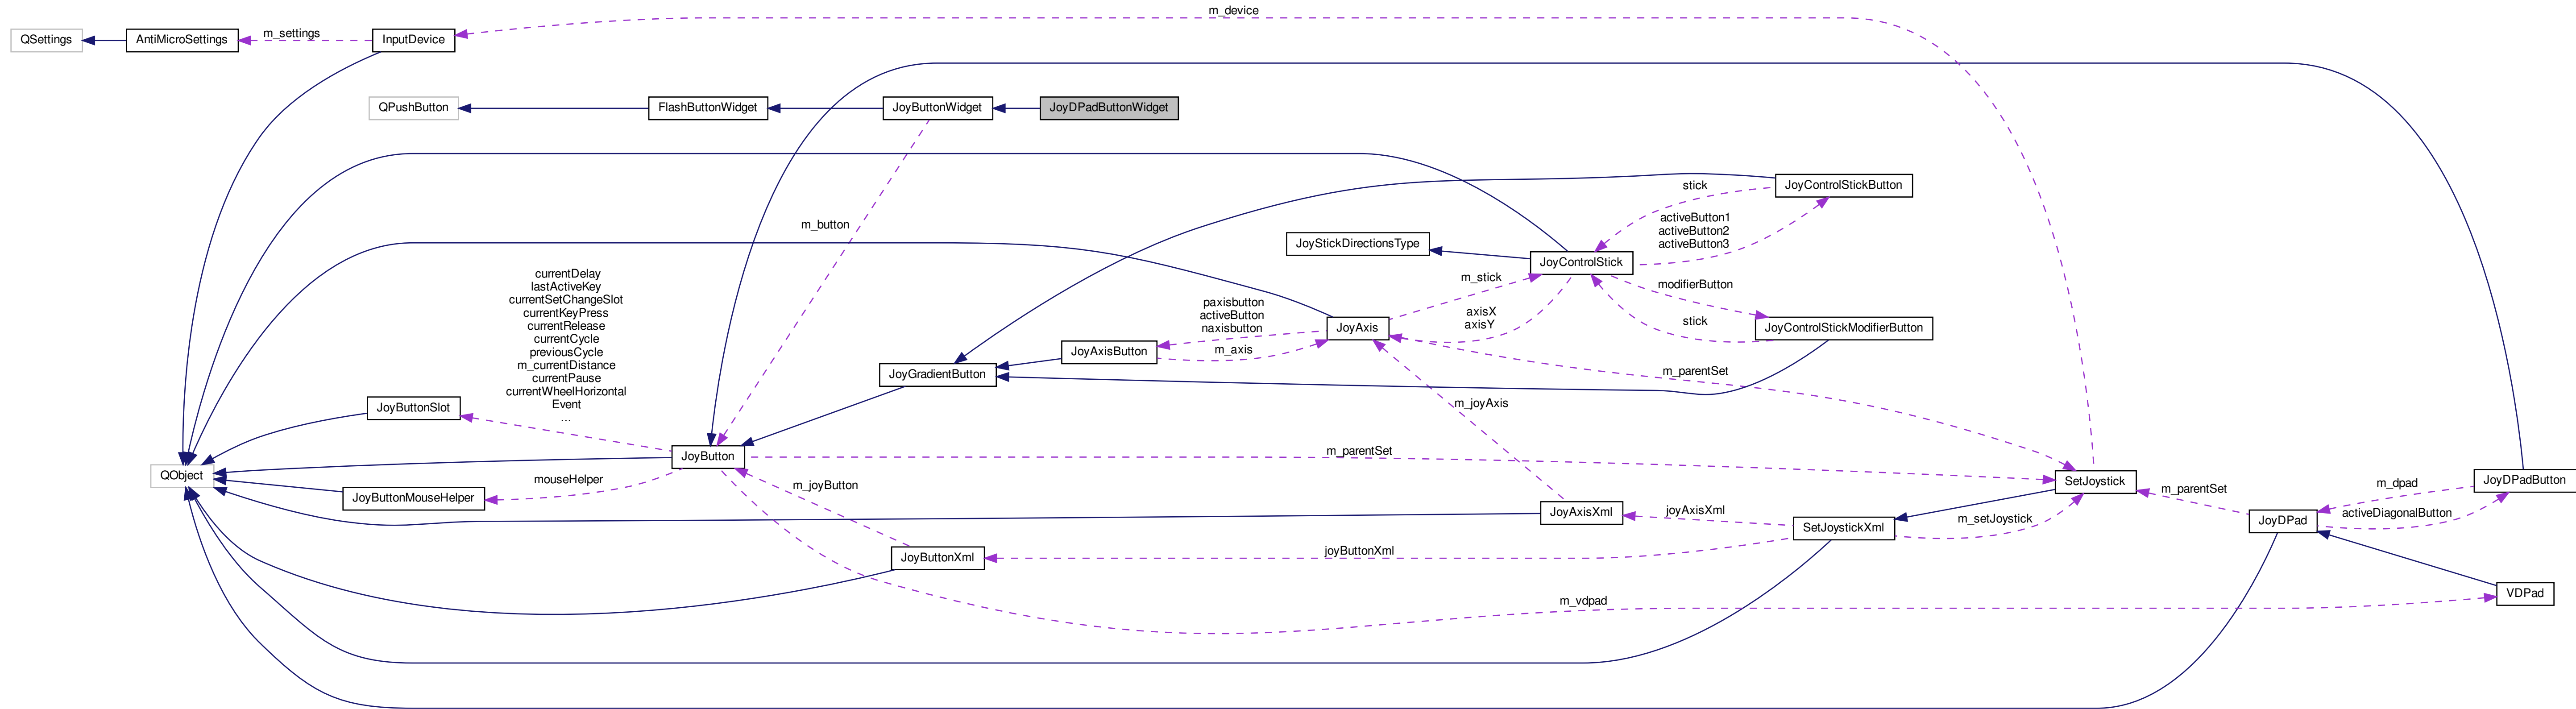 m_device
QSettings
AntiMicroSettings
m_settings
InputDevice
QPushButton
FlashButtonWidget
JoyButtonWidget
JoyDPadButtonWidget
stick
JoyControlStickButton
m_button
activeButton1
activeButton2
activeButton3
JoyStickDirectionsType
JoyControlStick
currentDelay
lastActiveKey
currentSetChangeSlot
currentKeyPress
currentRelease
currentCycle
previousCycle
m_currentDistance
currentPause
currentWheelHorizontal
Event
...
m_stick
modifierButton
paxisbutton
activeButton
naxisbutton
axisX
axisY
stick
JoyAxis
JoyControlStickModifierButton
JoyAxisButton
m_axis
JoyGradientButton
m_parentSet
JoyButtonSlot
m_joyAxis
JoyButton
m_parentSet
QObject
mouseHelper
m_joyButton
JoyButtonMouseHelper
SetJoystick
JoyDPadButton
m_dpad
m_parentSet
JoyAxisXml
joyAxisXml
SetJoystickXml
m_setJoystick
JoyDPad
activeDiagonalButton
JoyButtonXml
joyButtonXml
m_vdpad
VDPad